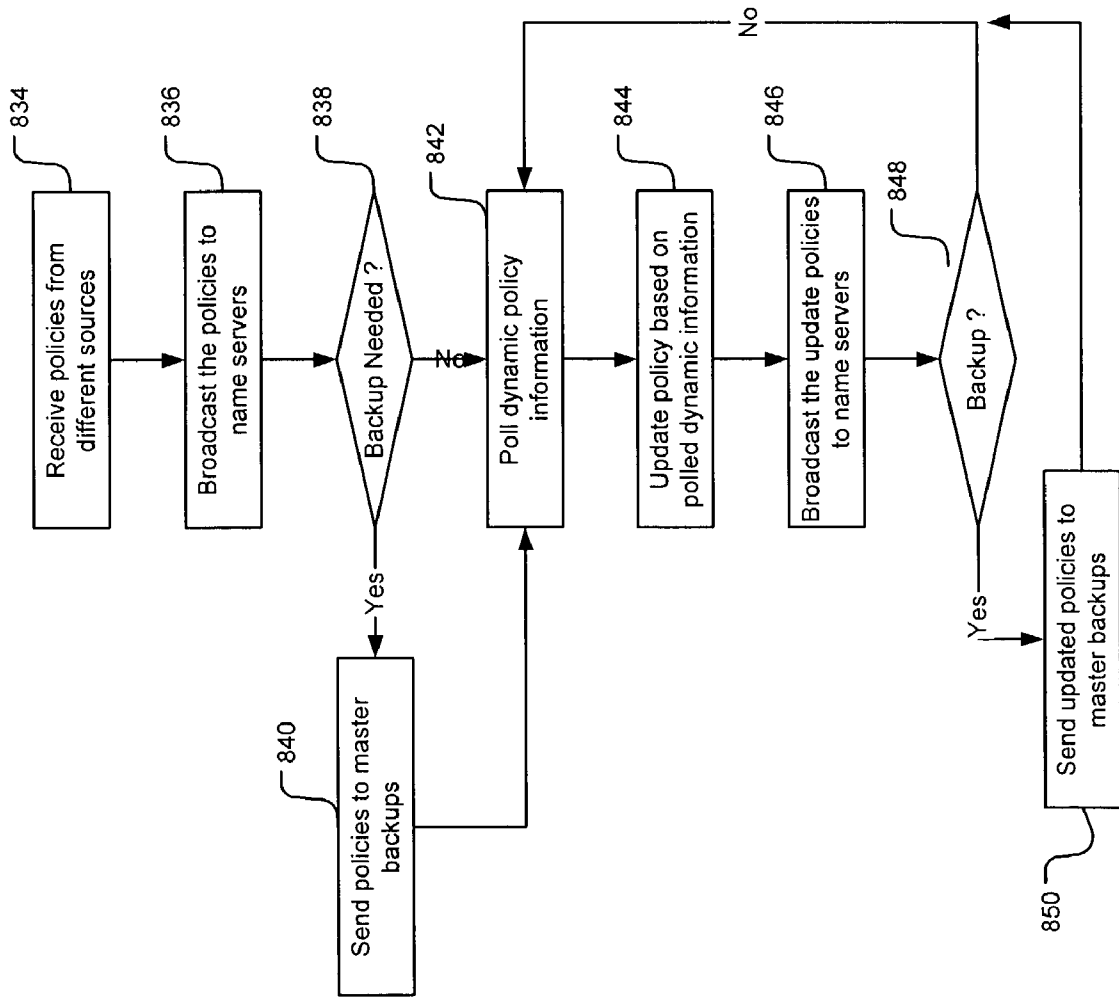 834
Receive policies from
different sources
836
Broadcast the policies to
name servers
838
Backup Needed ?
Yes
No
840
Send policies to master
backups
842
Poll dynamic policy
information
844
Update policy based on
polled dynamic information
846
Broadcast the update policies
to name servers
848
Backup ?
No
Yes
Send updated policies to
master backups
850